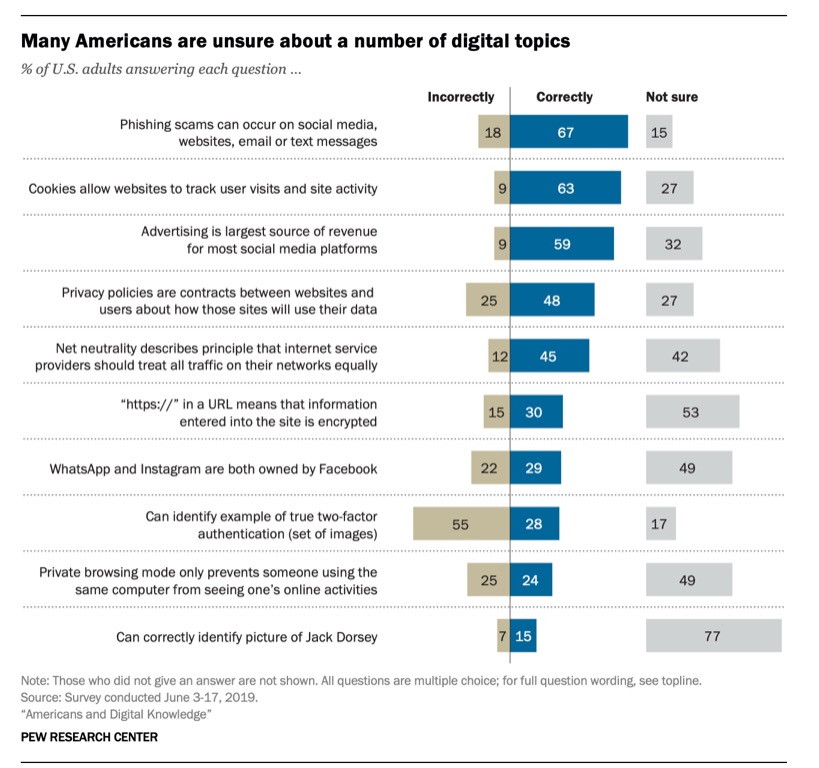 Many Americans are unsure about a number of digital topics
% of U.S. adults answering each question ...
Incorrectly Correctly Not sure
Phishing scams can occur on social media,
websites, email or text messages
18 67 15
Cookies allow websites to track user visits and site activity
9 63 27
Advertising is largest source of revenue
for most social media platforms
9 59 32
Privacy policies are contracts between websites and
users about how those sites will use their data
25 48 27
Net neutrality describes principle that internet service
providers should treat all traffic on their networks equally
12 45 42
“https://” in a URL means that information
entered into the site is encrypted
15 30 53
WhatsApp and Instagram are both owned by Facebook
22 29 49
Can identify example of true two-factor
authentication (set of images)
55 28 17
Private browsing mode only prevents someone using the
same computer from seeing one’s online activities
25 24 49
Can correctly identify picture of Jack Dorsey
7 15 77
Note: Those who did not give an answer are not shown. All questions are multiple choice; for full question wording, see topline.
Source: Survey conducted June 3-17, 2019.
“Americans and Digital Knowledge”
PEW RESEARCH CENTER